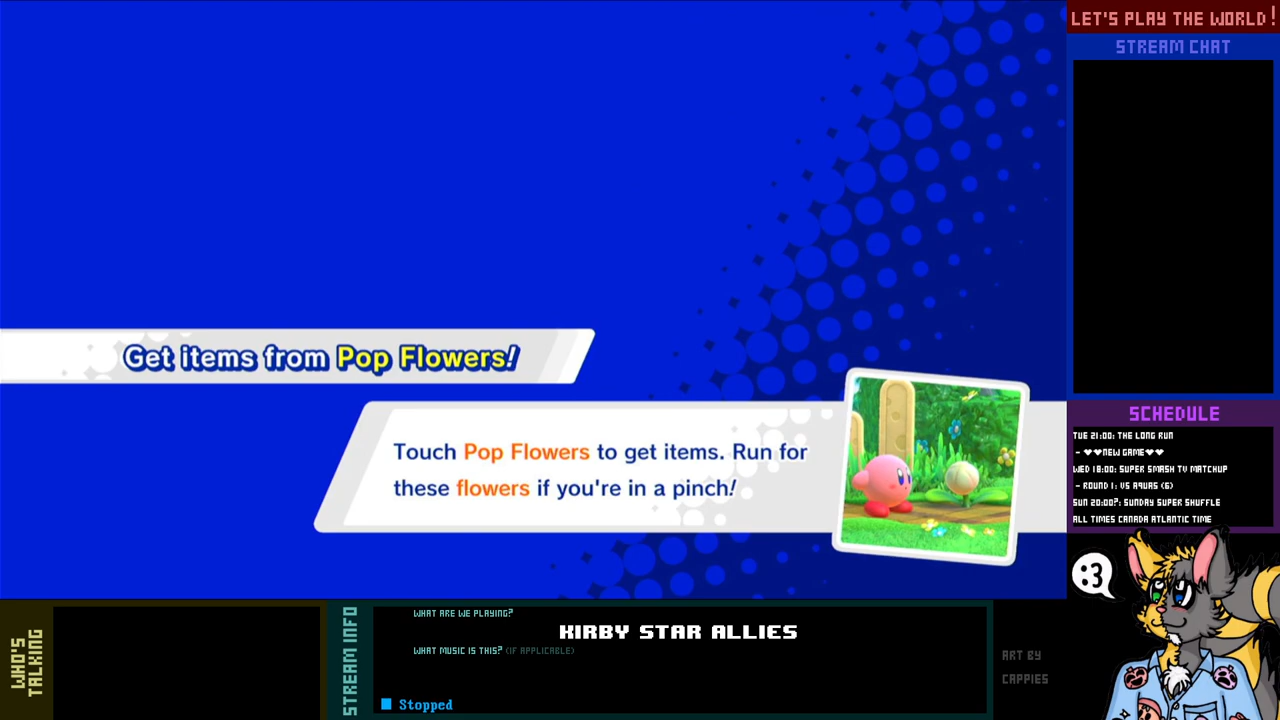 LET'S PLAY THE WORLD!
STREAM CHAT
Get items from Pop Flowers!
Touch Pop Flowers to get items. Run for
these flowers if you're in a pinch!
SCHEDULE
TUE 21:00: THE LONG RUN
- ♥♥NEW GAME♥♥
WED 18:00: SUPER SMASH TV MATCHUP
- ROUND 1: VS AQUAS (6)
SUN 20:00?: SUNDAY SUPER SHUFFLE
ALL TIMES CANADA ATLANTIC TIME
:3
WHO'S
TALKING
STREAM INFO
WHAT ARE WE PLAYING?
KIRBY STAR ALLIES
WHAT MUSIC IS THIS? (IF APPLICABLE)
Stopped
ART BY
CAPPIES